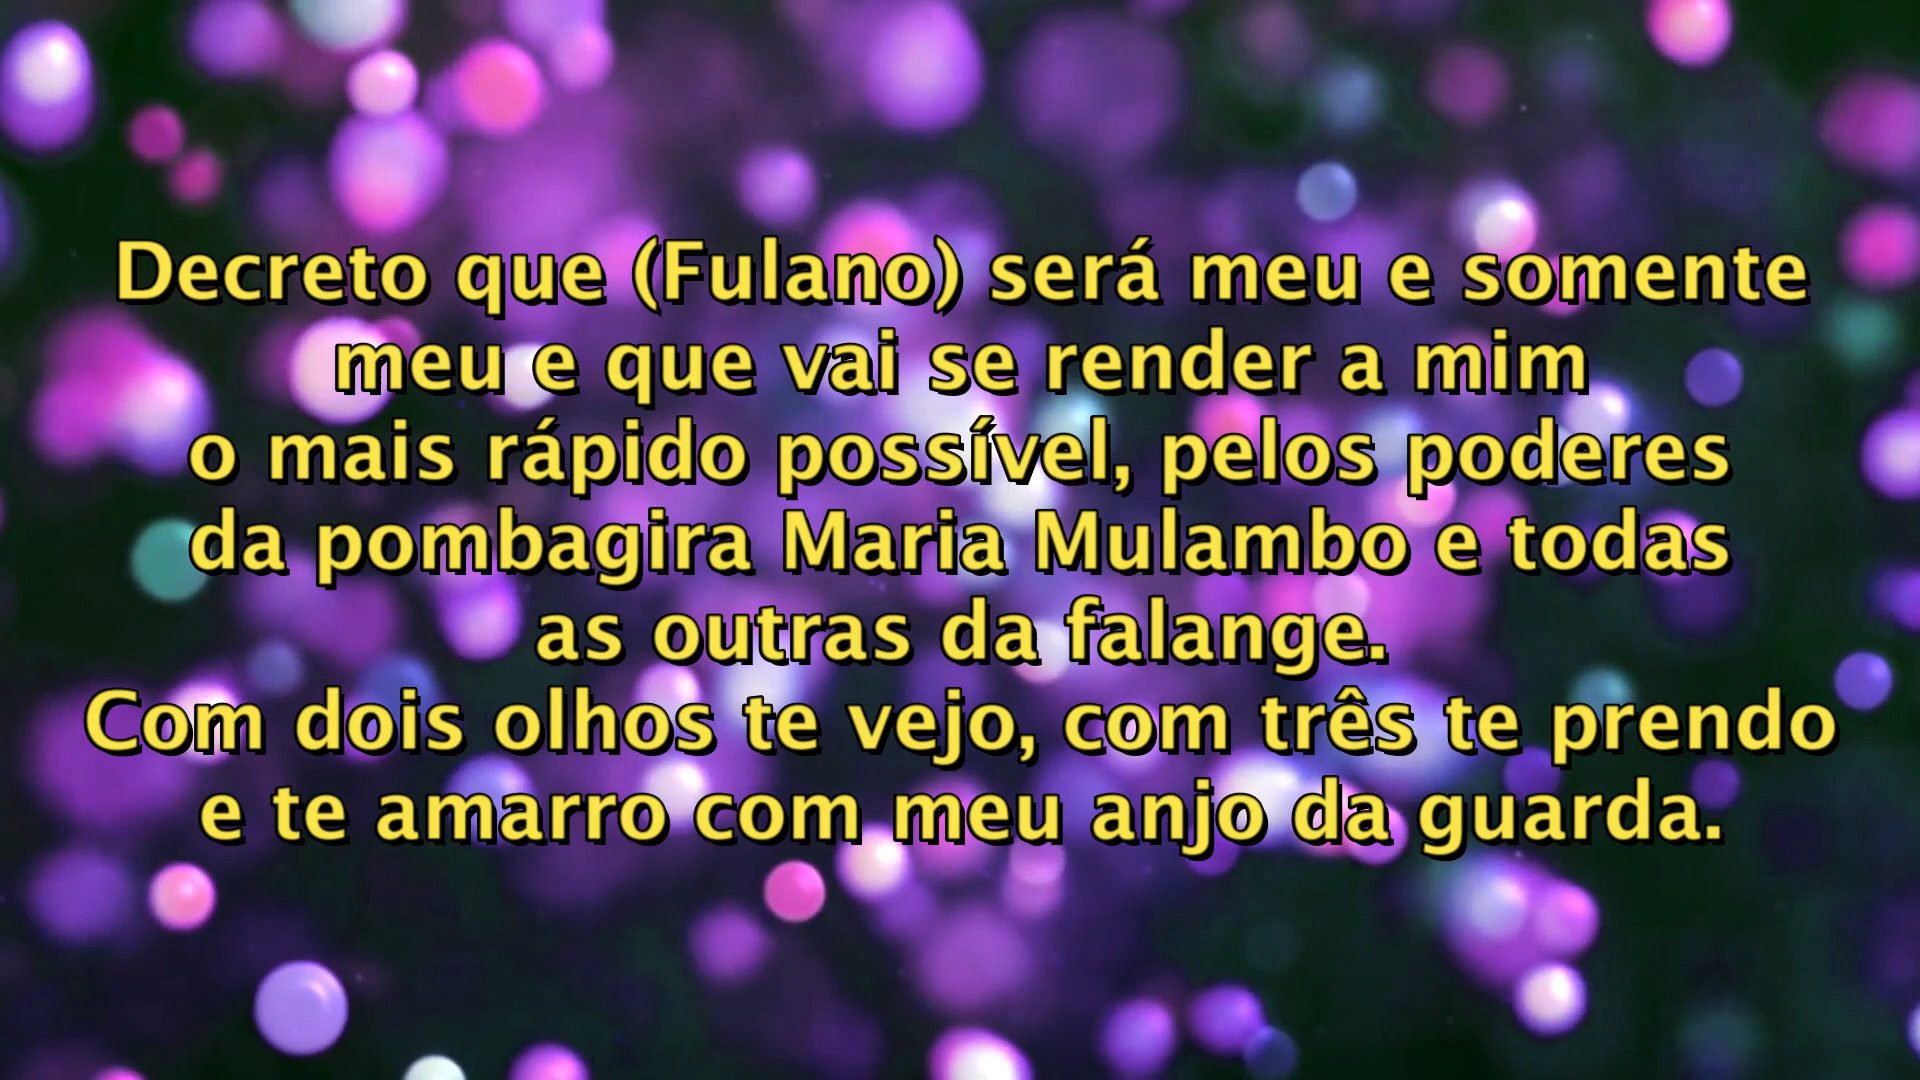 Decreto que (Fulano) será meu e somente
meu e que vai se render a mim
o mais rápido possível, pelos poderes
da pombagira Maria Mulambo e todas
as outras da falange.
Com dois olhos te vejo, com três te prendo
e te amarro com meu anjo da guarda.